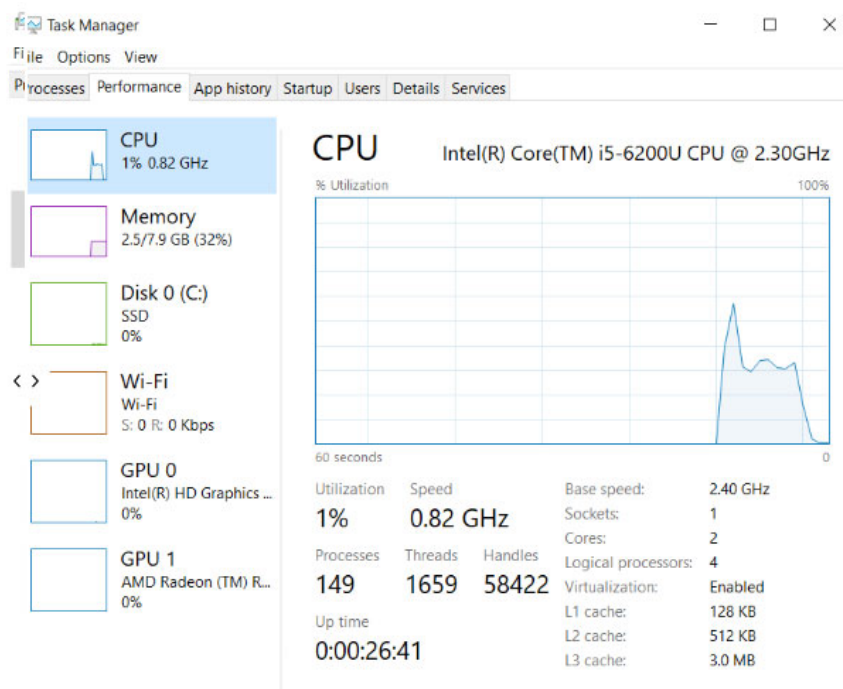 Task Manager
File Options View
Processes Performance App history Startup Users Details Services
CPU
1% 0.82 GHz
Memory
2.5/7.9 GB (32%)
Disk 0 (C:)
SSD
0%
Wi-Fi
Wi-Fi
S: 0 R: 0 Kbps
GPU 0
Intel(R) HD Graphics ...
0%
GPU 1
AMD Radeon (TM) R...
0%
CPU Intel(R) Core(TM) i5-6200U CPU @ 2.30GHz
% Utilization 100%
60 seconds 0
Utilization Speed
1% 0.82 GHz
Processes Threads Handles
149 1659 58422
Up time
0:00:26:41
Base speed: 2.40 GHz
Sockets: 1
Cores: 2
Logical processors: 4
Virtualization: Enabled
L1 cache: 128 KB
L2 cache: 512 KB
L3 cache: 3.0 MB